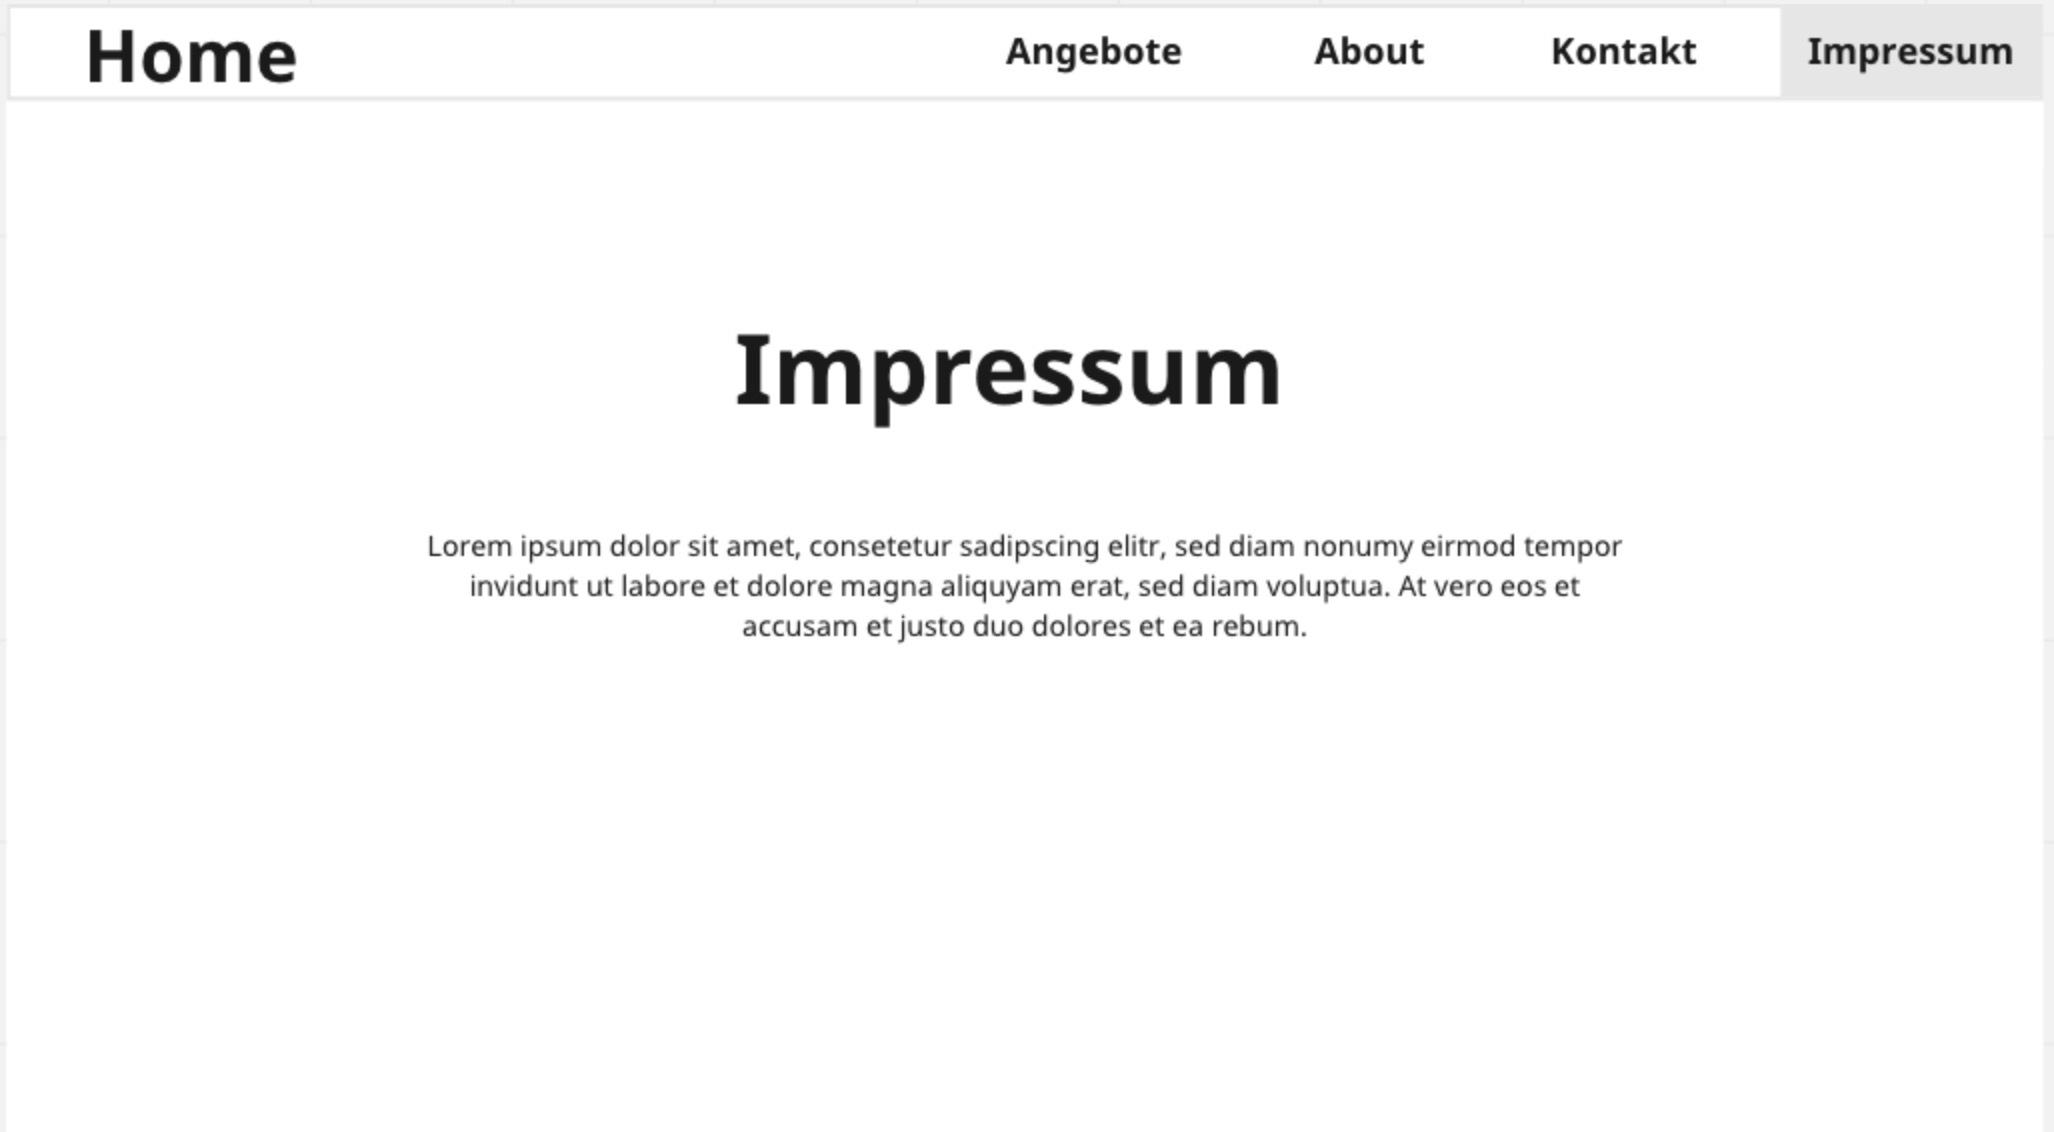 Home Angebote About Kontakt Impressum
Impressum
Lorem ipsum dolor sit amet, consetetur sadipscing elitr, sed diam nonumy eirmod tempor
invidunt ut labore et dolore magna aliquyam erat, sed diam voluptua. At vero eos et
accusam et justo duo dolores et ea rebum.